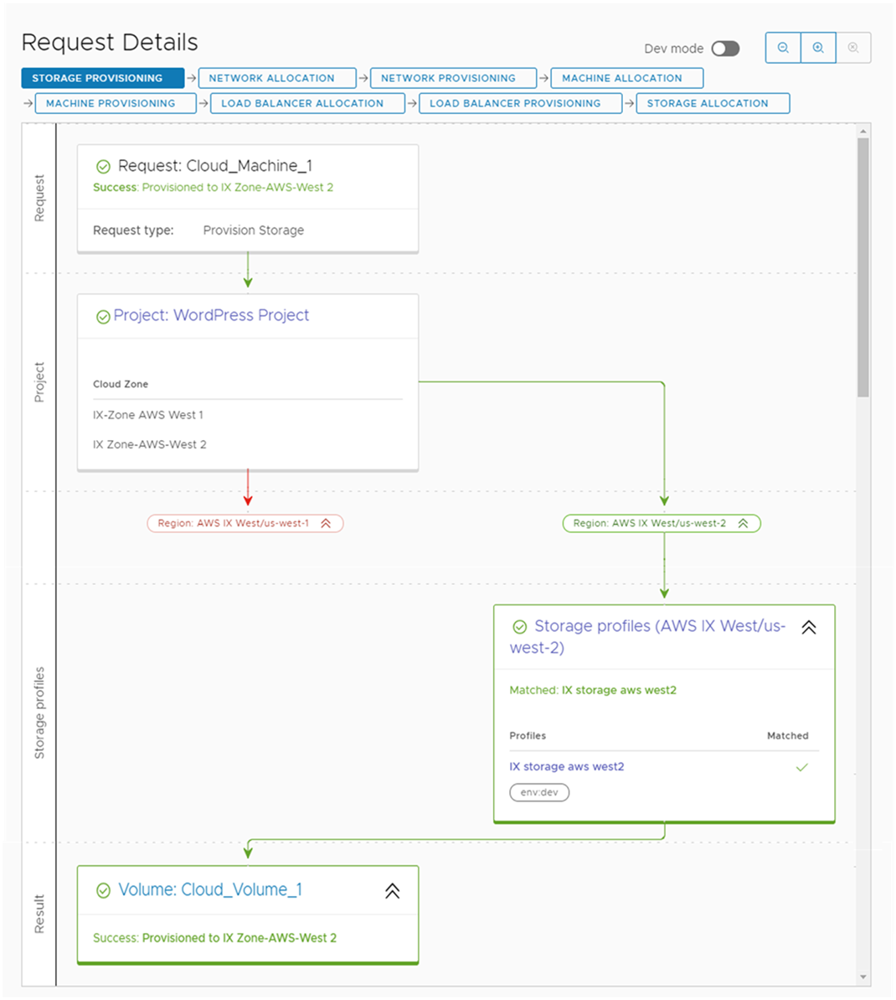 Request Details
Dev mode
STORAGE PROVISIONING
NETWORK ALLOCATION
NETWORK PROVISIONING
MACHINE ALLOCATION
MACHINE PROVISIONING
LOAD BALANCER ALLOCATION
LOAD BALANCER PROVISIONING
STORAGE ALLOCATION
Request
Request: Cloud_Machine_1
Success: Provisioned to IX Zone-AWS-West 2
Request type: Provision Storage
Project
Project: WordPress Project
Cloud Zone
IX-Zone AWS West 1
IX Zone-AWS-West 2
Region: AWS IX West/us-west-1
Region: AWS IX West/us-west-2
Storage profiles
Storage profiles (AWS IX West/us-
west-2)
Matched: IX storage aws west2
Profiles Matched
IX storage aws west2
env:dev
Result
Volume: Cloud_Volume_1
Success: Provisioned to IX Zone-AWS-West 2